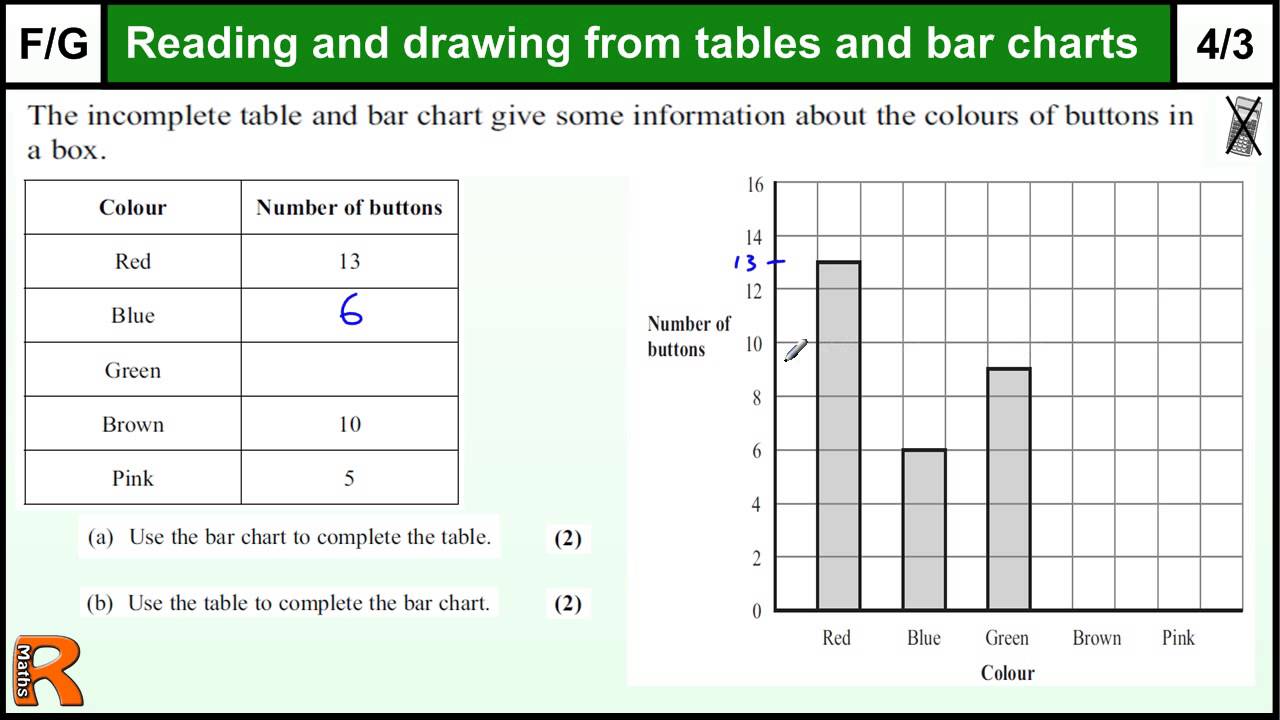 F/G
Reading and drawing from tables and bar charts
4/3
The incomplete table and bar chart give some information about the colours of buttons in
a box.
Colour Number of buttons
Red 13
Blue 6
Green
Brown 10
Pink 5
(a) Use the bar chart to complete the table. (2)
(b) Use the table to complete the bar chart. (2)
16
14
13
12
Number of
buttons
10
8
6
4
2
0
Red Blue Green Brown Pink
Colour
R
Maths